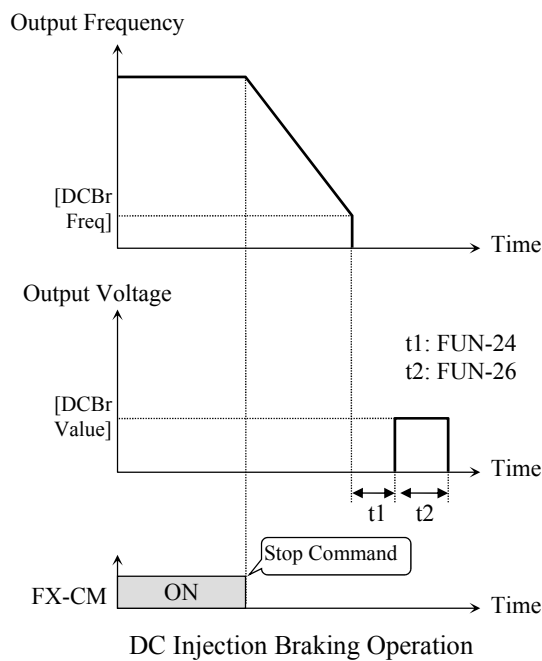 Output Frequency
[DCBr
Freq]
Time
Output Voltage
t1: FUN-24
t2: FUN-26
[DCBr
Value]
Time
t1
t2
Stop Command
FX-CM
ON
Time
DC Injection Braking Operation